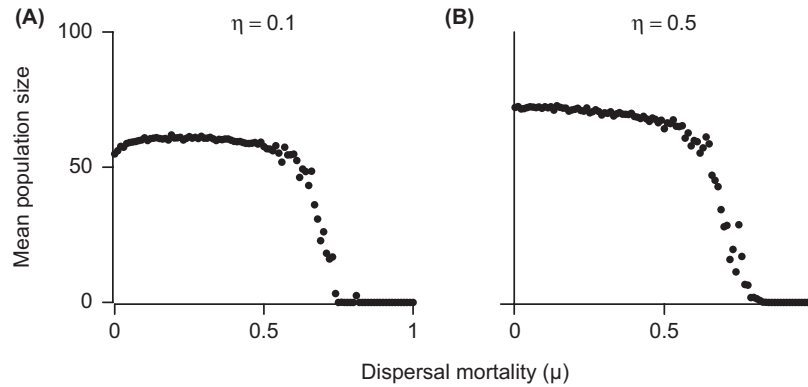 (A)
η = 0.1
(B)
η = 0.5
Mean population size
100
50
0
0
0.5
1
0
0.5
Dispersal mortality (μ)